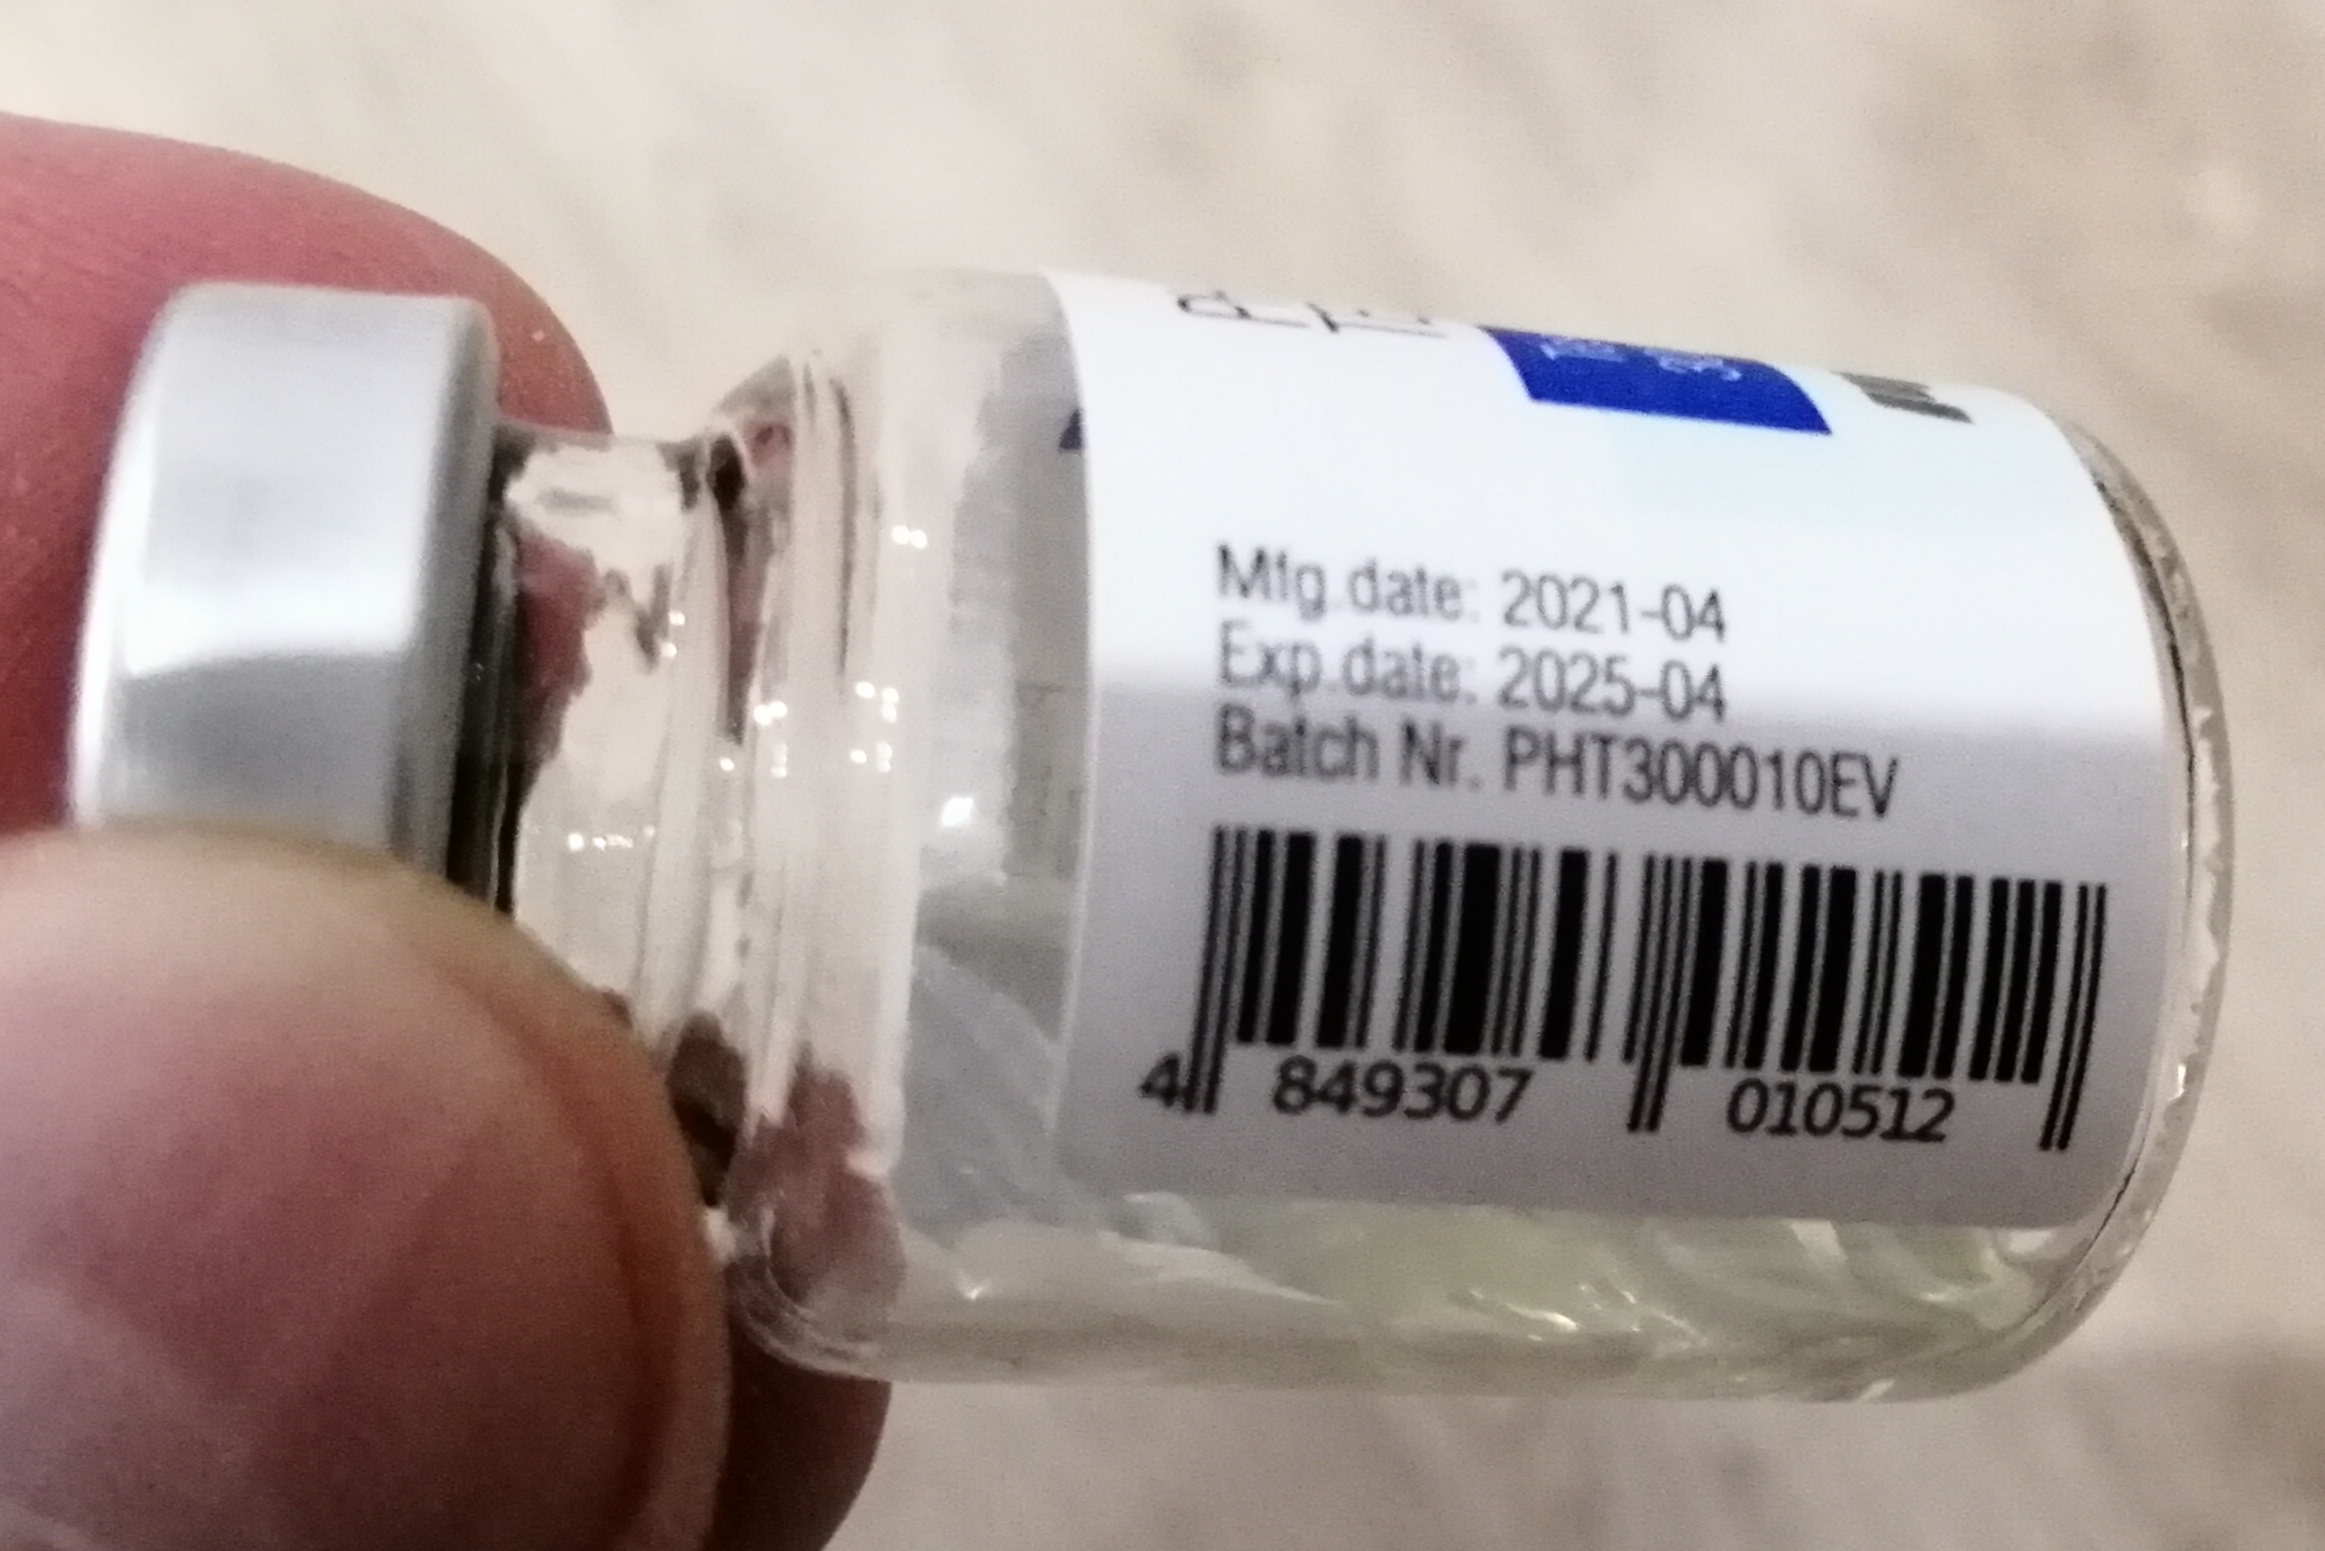 Mfg.date: 2021-04
Exp.date: 2025-04
Batch Nr. PHT300010EV
4 849307 010512